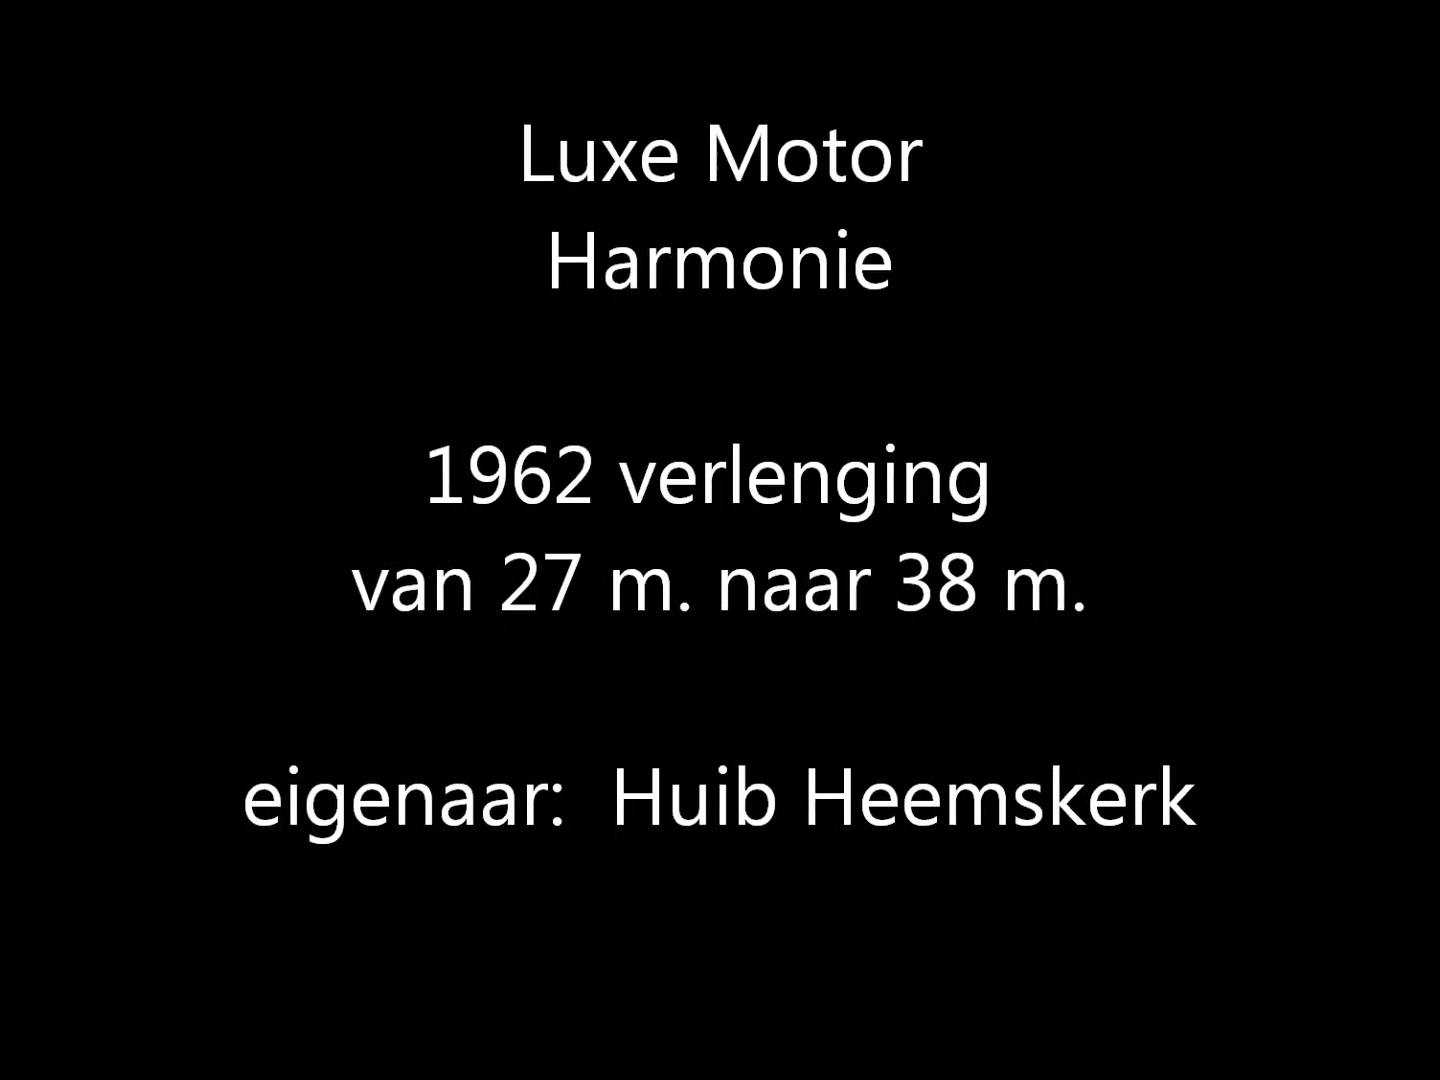 Luxe Motor
Harmonie
1962 verlenging
van 27 m. naar 38 m.
eigenaar:  Huib Heemskerk